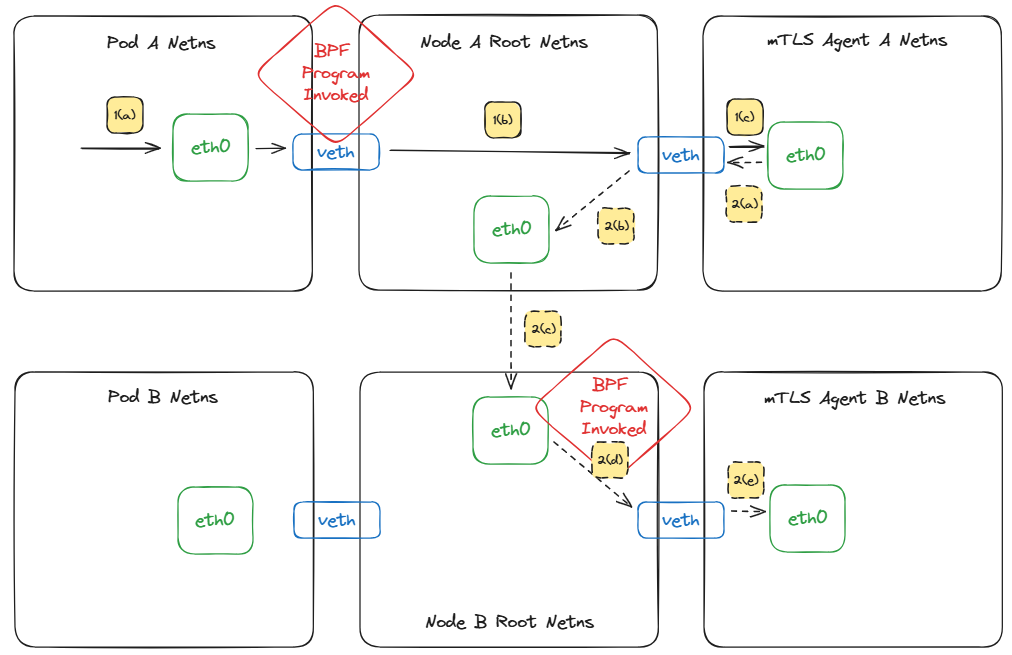 Pod A Netns
BPF
Program
Invoked
Node A Root Netns
mTLS Agent A Netns
1(a)
eth0
veth
1(b)
veth
1(c)
eth0
2(a)
eth0
2(b)
2(c)
Pod B Netns
BPF
Program
Invoked
mTLS Agent B Netns
eth0
2(d)
2(e)
eth0
veth
veth
eth0
Node B Root Netns